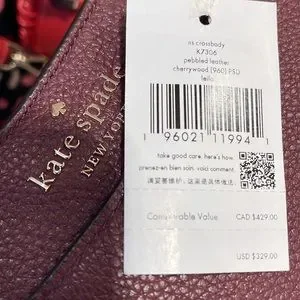 kate spade
NEW YORK
ns crossbody
K7306
pebbled leather
cherrywood (960) PSD
leila
1 96021 11994 1
take good care. here's how.
prenez-en bien soin. voici comment.
Comparable Value CAD $429.00
USD $329.00